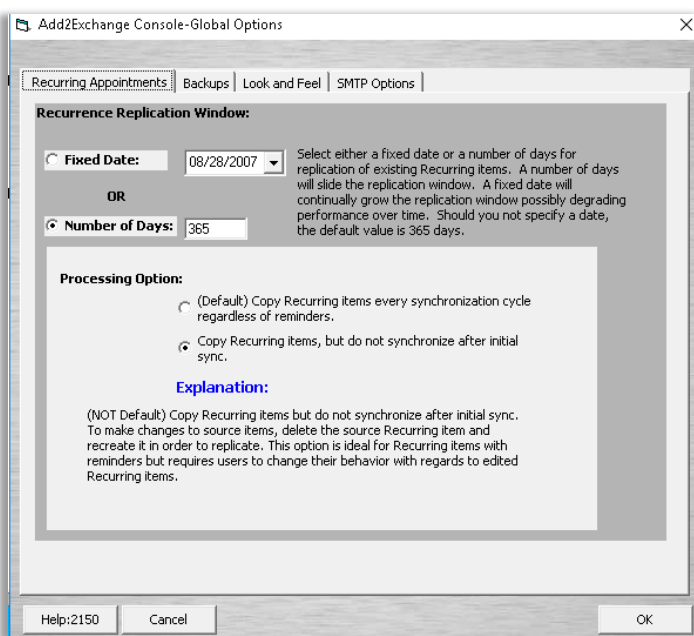 Add2Exchange Console-Global Options
Recurring Appointments
Backups
Look and Feel
SMTP Options
Recurrence Replication Window:
Fixed Date:
08/28/2007
OR
Number of Days:
365
Select either a fixed date or a number of days for
replication of existing Recurring items. A number of days
will slide the replication window. A fixed date will
continually grow the replication window possibly degrading
performance over time. Should you not specify a date,
the default value is 365 days.
Processing Option:
(Default) Copy Recurring items every synchronization cycle
regardless of reminders.
Copy Recurring items, but do not synchronize after initial
sync.
Explanation:
(NOT Default) Copy Recurring items but do not synchronize after initial sync.
To make changes to source items, delete the source Recurring item and
recreate it in order to replicate. This option is ideal for Recurring items with
reminders but requires users to change their behavior with regards to edited
Recurring items.
Help:2150
Cancel
OK